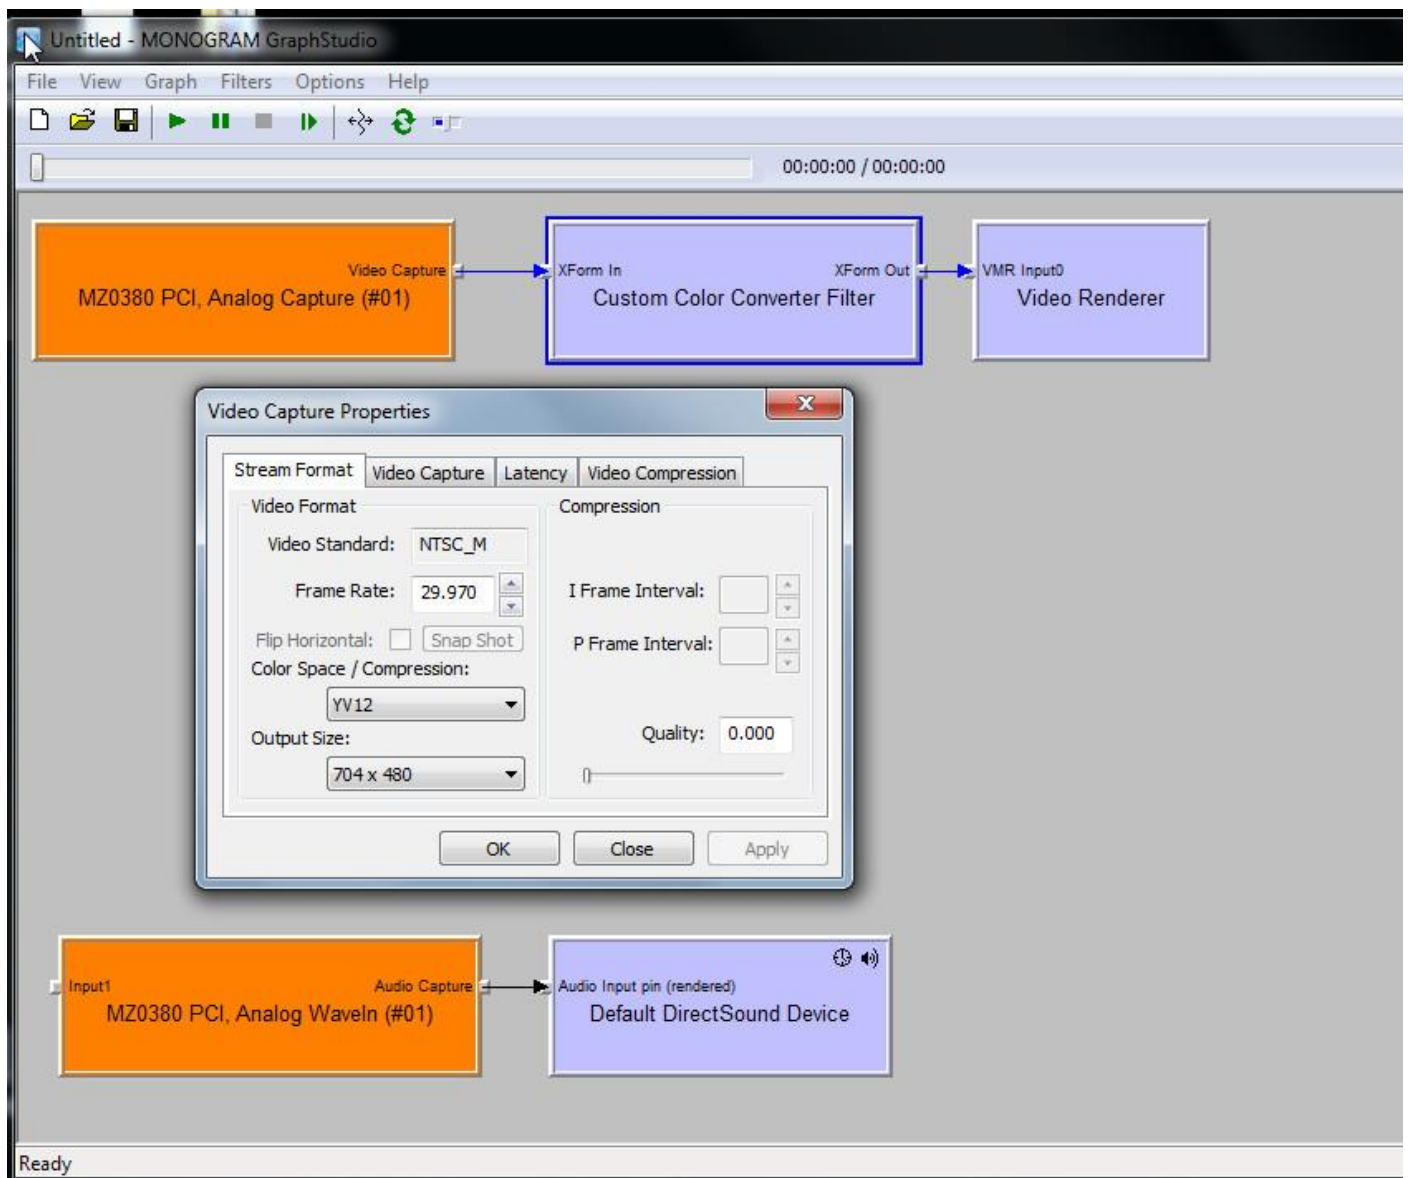 Untitled - MONOGRAM GraphStudio
File View Graph Filters Options Help
00:00:00 / 00:00:00
Video Capture
MZ0380 PCI, Analog Capture (#01)
XForm In XForm Out
Custom Color Converter Filter
VMR Input0
Video Renderer
Video Capture Properties
Stream Format Video Capture Latency Video Compression
Video Format
Video Standard: NTSC_M
Frame Rate: 29.970
Flip Horizontal: Snap Shot
Color Space / Compression:
YV12
Output Size:
704 x 480
Compression
I Frame Interval:
P Frame Interval:
Quality: 0.000
OK Close Apply
Input1 Audio Capture
MZ0380 PCI, Analog WaveIn (#01)
Audio Input pin (rendered)
Default DirectSound Device
Ready